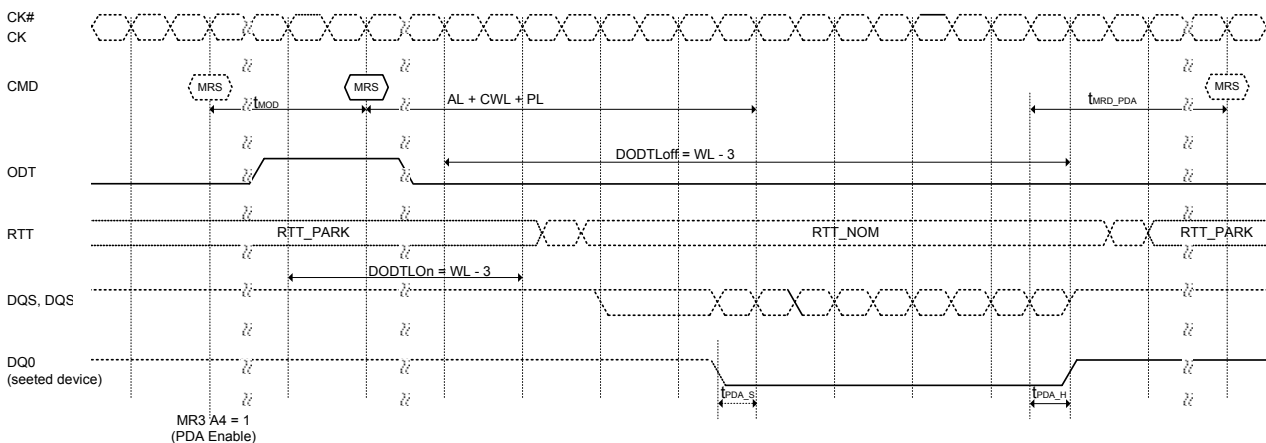 CK#
CK
CMD
MRS
MRS
MRS
tMOD
AL + CWL + PL
tMRD_PDA
DODTLoff = WL - 3
ODT
RTT
RTT_PARK
RTT_NOM
RTT_PARK
DODTLOn = WL - 3
DQS, DQS
DQ0
(seeted device)
tPDA_S
tPDA_H
MR3 A4 = 1
(PDA Enable)